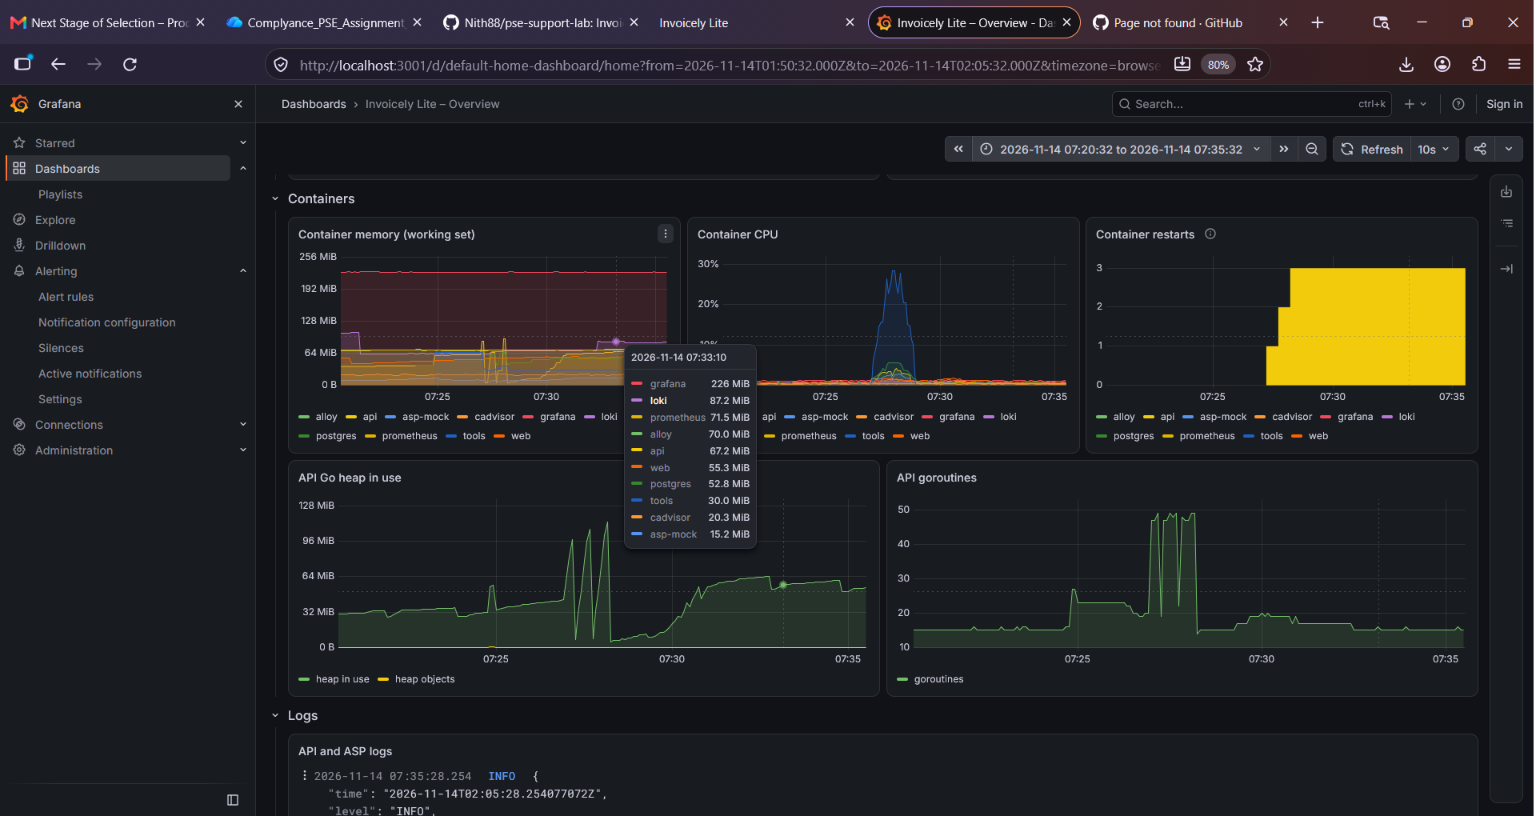 Next Stage of Selection – Pro
Complyance_PSE_Assignment
Nith88/pse-support-lab: Invoi
Invoicely Lite
Invoicely Lite – Overview - Da
Page not found · GitHub
http://localhost:3001/d/default-home-dashboard/home?from=2026-11-14T01:50:32.000Z&to=2026-11-14T02:05:32.000Z&timezone=browse
80%
Grafana
Dashboards › Invoicely Lite – Overview
Search... ctrl+k
Sign in
Starred
Dashboards
Playlists
Explore
Drilldown
Alerting
Alert rules
Notification configuration
Silences
Active notifications
Settings
Connections
Administration
2026-11-14 07:20:32 to 2026-11-14 07:35:32
Refresh 10s
Containers
Container memory (working set)
256 MiB
192 MiB
128 MiB
64 MiB
0 B
07:25 07:30
alloy api asp-mock cadvisor grafana loki
postgres prometheus tools web
2026-11-14 07:33:10
grafana 226 MiB
loki 87.2 MiB
prometheus 71.5 MiB
alloy 70.0 MiB
api 67.2 MiB
web 55.3 MiB
postgres 52.8 MiB
tools 30.0 MiB
cadvisor 20.3 MiB
asp-mock 15.2 MiB
Container CPU
30%
20%
07:25 07:30 07:35
api asp-mock cadvisor grafana loki
prometheus tools web
Container restarts
3
2
1
0
07:25 07:30 07:35
alloy api asp-mock cadvisor grafana loki
postgres prometheus tools web
API Go heap in use
128 MiB
96 MiB
64 MiB
32 MiB
0 B
07:25 07:30 07:35
heap in use heap objects
API goroutines
50
40
30
20
10
07:25 07:30 07:35
goroutines
Logs
API and ASP logs
2026-11-14 07:35:28.254 INFO {
"time": "2026-11-14T02:05:28.254077072Z",
"level": "INFO",